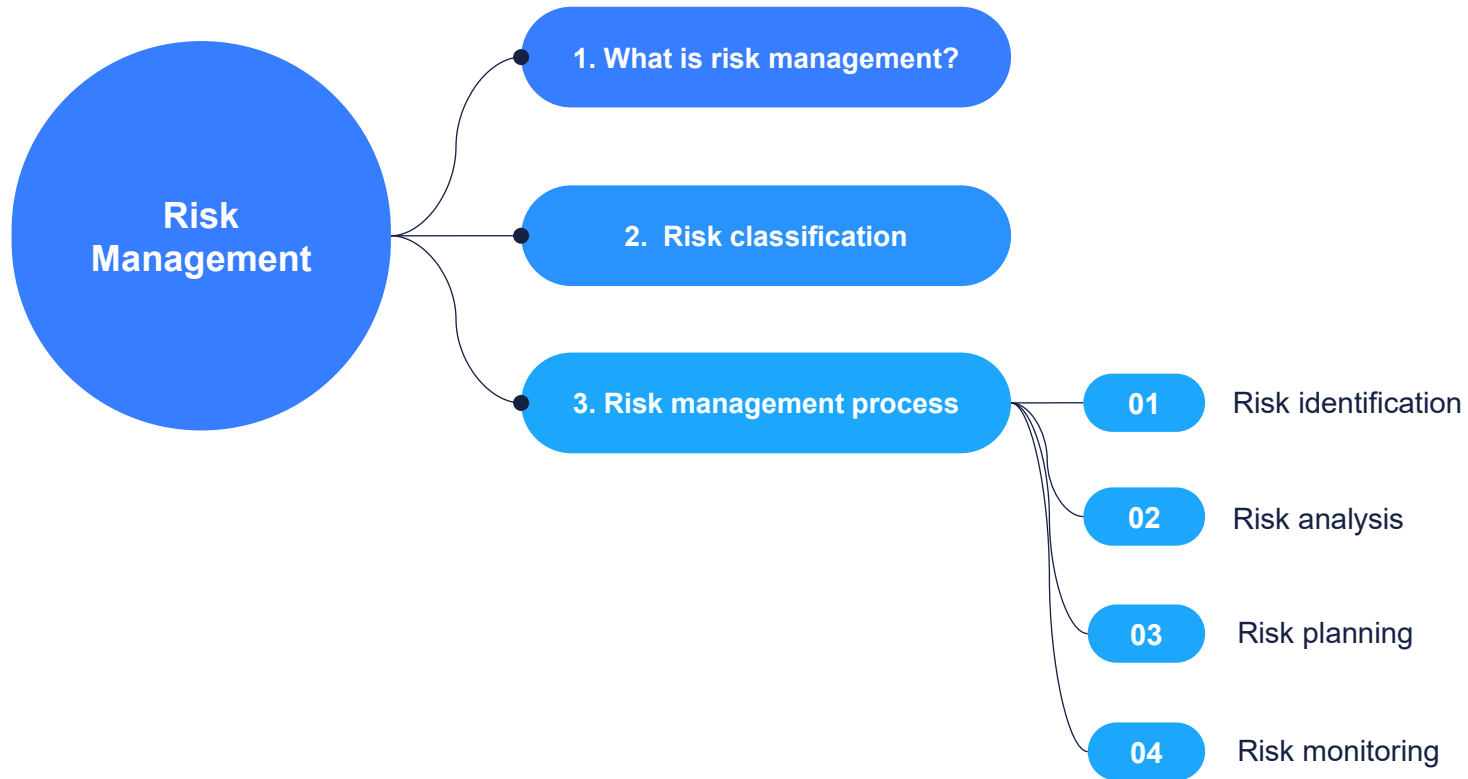 Risk
Management
1. What is risk management?
2. Risk classification
3. Risk management process
01 Risk identification
02 Risk analysis
03 Risk planning
04 Risk monitoring